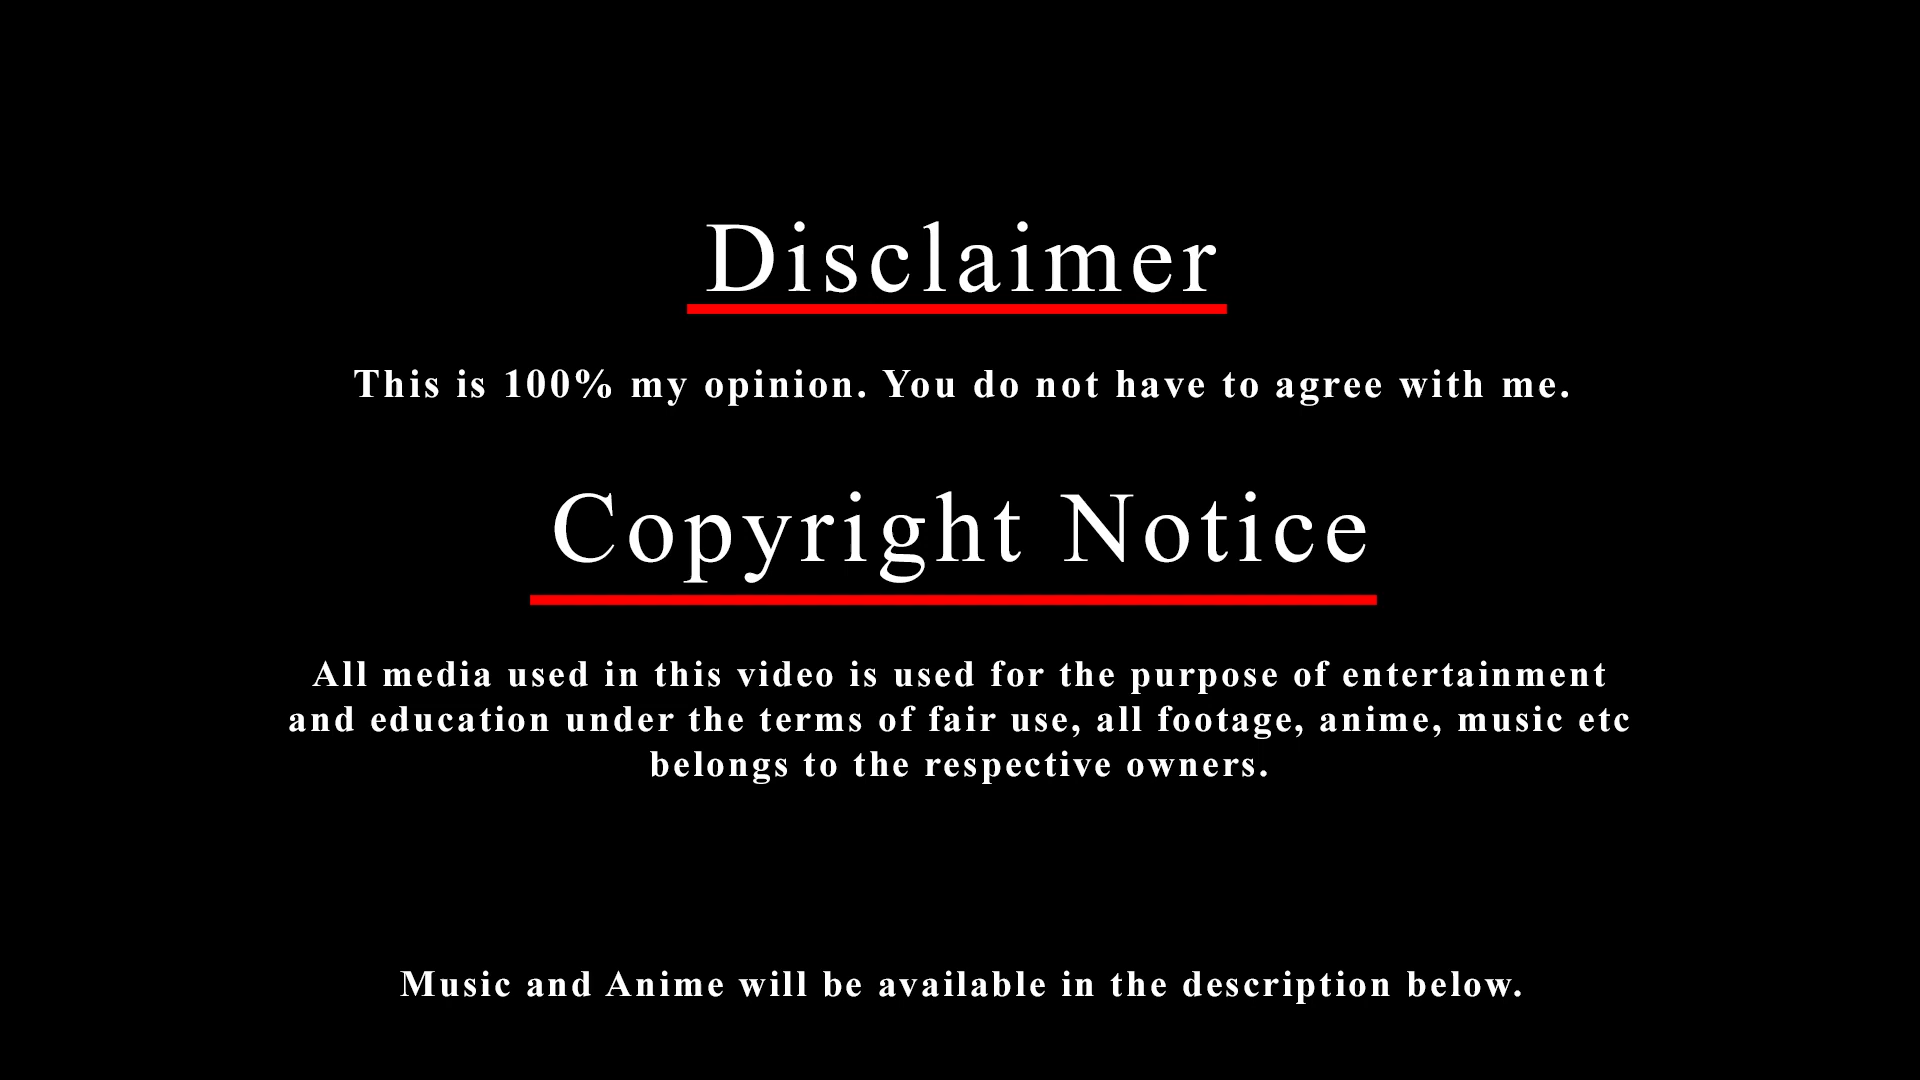 Disclaimer
This is 100% my opinion. You do not have to agree with me.
Copyright Notice
All media used in this video is used for the purpose of entertainment
and education under the terms of fair use, all footage, anime, music etc
belongs to the respective owners.
Music and Anime will be available in the description below.